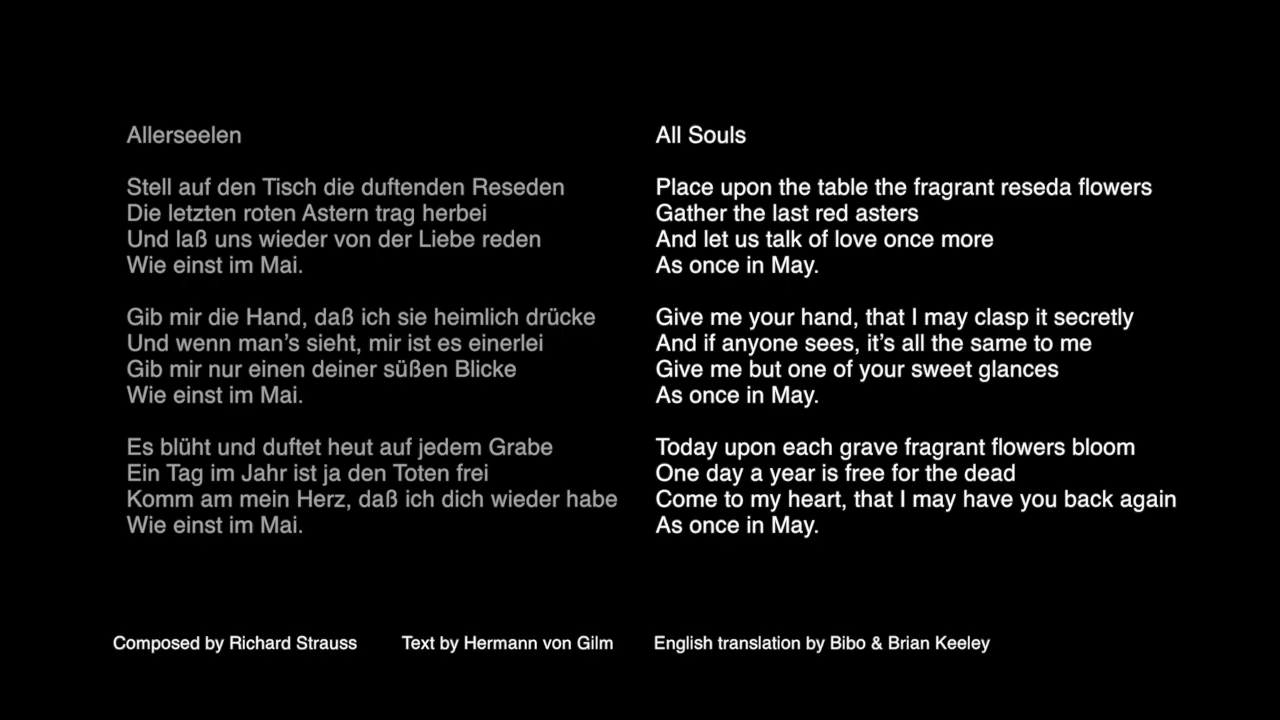 Allerseelen
Stell auf den Tisch die duftenden Reseden
Die letzten roten Astern trag herbei
Und laß uns wieder von der Liebe reden
Wie einst im Mai.
Gib mir die Hand, daß ich sie heimlich drücke
Und wenn man’s sieht, mir ist es einerlei
Gib mir nur einen deiner süßen Blicke
Wie einst im Mai.
Es blüht und duftet heut auf jedem Grabe
Ein Tag im Jahr ist ja den Toten frei
Komm am mein Herz, daß ich dich wieder habe
Wie einst im Mai.
All Souls
Place upon the table the fragrant reseda flowers
Gather the last red asters
And let us talk of love once more
As once in May.
Give me your hand, that I may clasp it secretly
And if anyone sees, it’s all the same to me
Give me but one of your sweet glances
As once in May.
Today upon each grave fragrant flowers bloom
One day a year is free for the dead
Come to my heart, that I may have you back again
As once in May.
Composed by Richard Strauss
Text by Hermann von Gilm
English translation by Bibo & Brian Keeley